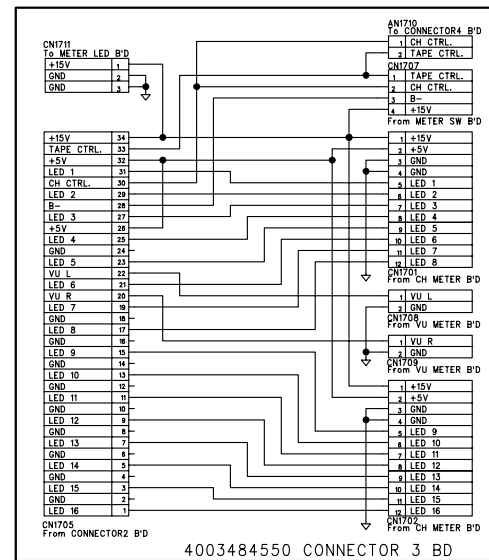 CN1711
To METER LED B'D
+15V 1
GND 2
GND 3
AN1710
To CONNECTOR4 B'D
1 CH CTRL.
2 TAPE CTRL.
CN1707
1 TAPE CTRL.
2 CH CTRL.
3 B-
4 +15V
From METER SW B'D
+15V 34
TAPE CTRL. 33
+5V 32
LED 1 31
CH CTRL. 30
LED 2 29
B- 28
LED 3 27
+5V 26
LED 4 25
GND 24
LED 5 23
VU L 22
LED 6 21
VU R 20
LED 7 19
GND 18
LED 8 17
GND 16
LED 9 15
GND 14
LED 10 13
GND 12
LED 11 11
GND 10
LED 12 9
GND 8
LED 13 7
GND 6
LED 14 5
GND 4
LED 15 3
GND 2
LED 16 1
CN1705
From CONNECTOR2 B'D
1 +15V
2 +5V
3 GND
4 GND
5 LED 1
6 LED 2
7 LED 3
8 LED 4
9 LED 5
10 LED 6
11 LED 7
12 LED 8
CN1701
From CH METER B'D
1 VU L
2 GND
CN1708
From VU METER B'D
1 VU R
2 GND
CN1709
From VU METER B'D
1 +15V
2 +5V
3 GND
4 GND
5 LED 9
6 LED 10
7 LED 11
8 LED 12
9 LED 13
10 LED 14
11 LED 15
12 LED 16
CN1702
From CH METER B'D
4003484550 CONNECTOR 3 BD